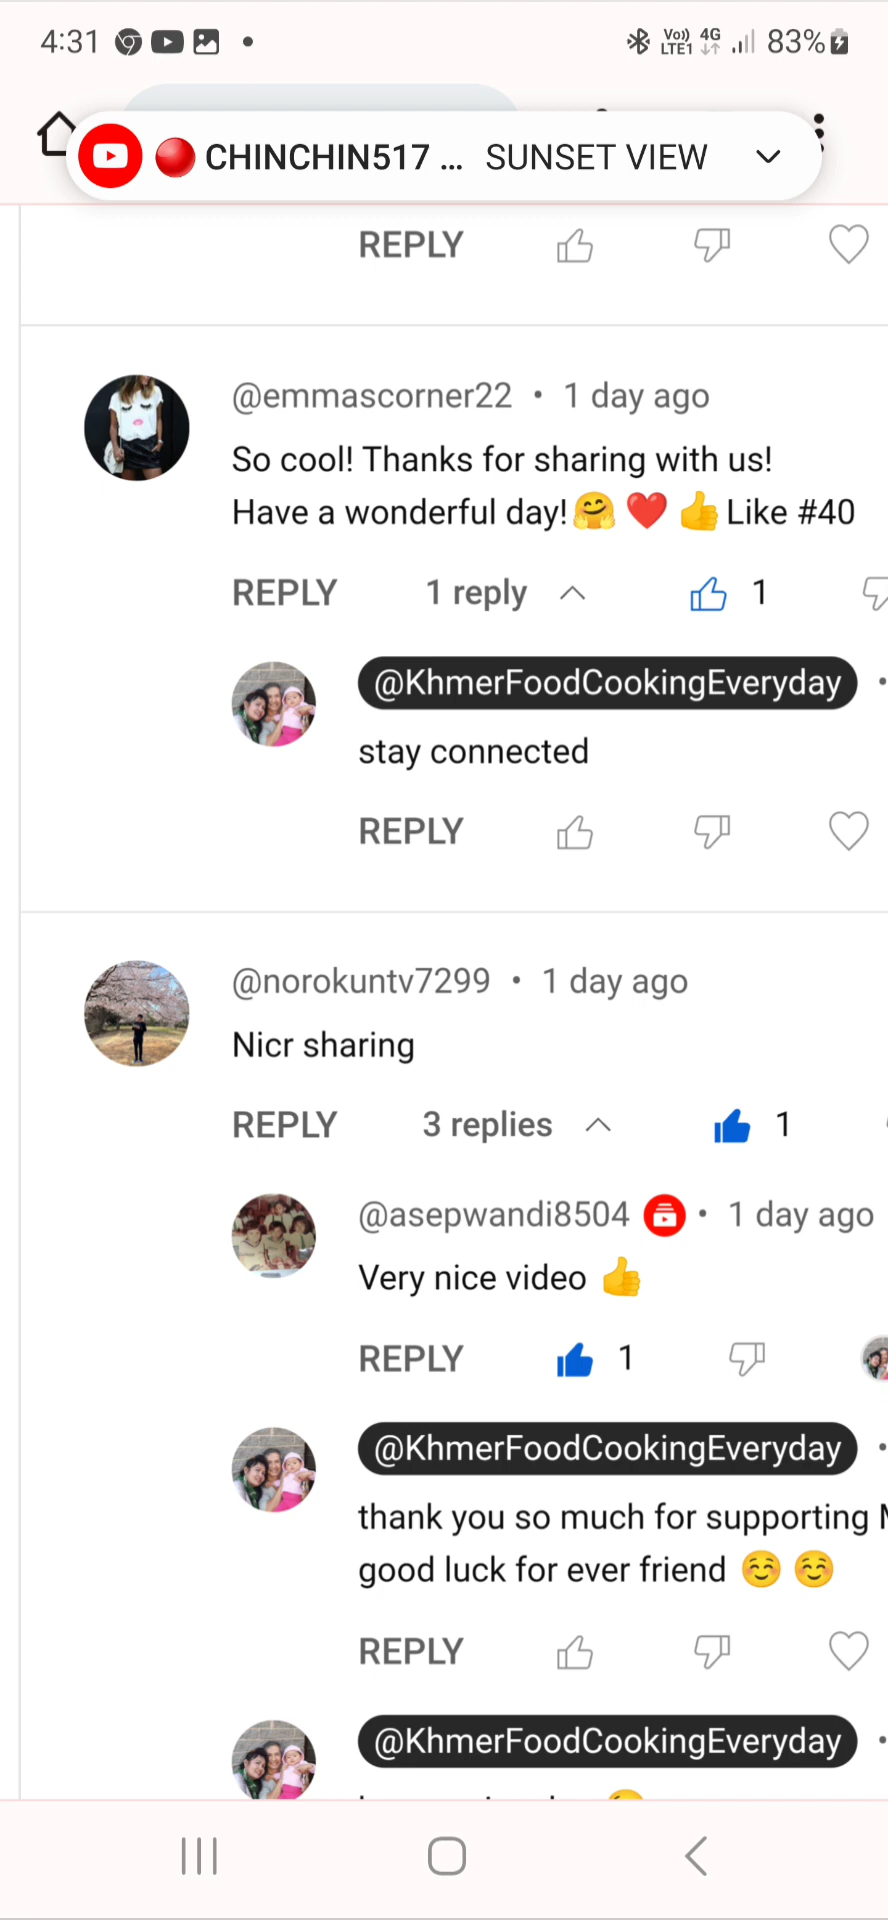 4:31
Vo)) LTE1 4G 83%
CHINCHIN517 ... SUNSET VIEW
REPLY
@emmascorner22 • 1 day ago
So cool! Thanks for sharing with us!
Have a wonderful day!🤗 ❤️ 👍 Like #40
REPLY 1 reply 1
@KhmerFoodCookingEveryday •
stay connected
REPLY
@norokuntv7299 • 1 day ago
Nicr sharing
REPLY 3 replies 1
@asepwandi8504 • 1 day ago
Very nice video 👍
REPLY 1
@KhmerFoodCookingEveryday •
thank you so much for supporting
good luck for ever friend ☺️ ☺️
REPLY
@KhmerFoodCookingEveryday •